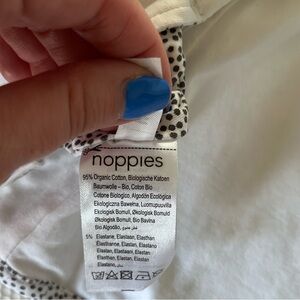 noppies
95% Organic Cotton, Biologische Katoen
Baumwolle - Bio, Coton Bio
Cotone Biologico, Algodón Ecológica
Ekologiczna Bawełna, Luomupuuvilla
Ekologisk Bomull, Økologisk Bomuld
Økologisk Bomull, Bio Bavlna
Bio Algodão,
5% Elastane, Elastaan, Elasthan
Elasthanne, Elastan, Elastano
Elastan, Elastaani, Elastan
Elastan, Elastan, Elastan
Elastano,